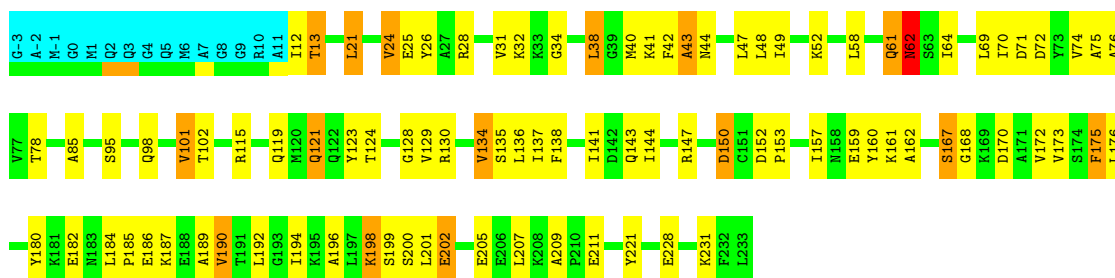 G-3 A-2 M-1 G0 M1 Q2 Q3 G4 Q5 M6 A7 G8 G9 R10 A11 I12 T13 L21 V24 E25 Y26 A27 R28 V31 K32 K33 G34 L38 G39 M40 K41 F42 A43 N44 L47 L48 I49 K52 L58 Q61 N62 S63 I64 L69 I70 D71 D72 Y73 V74 A75 A76
V77 T78 A85 S95 Q98 V101 T102 R115 Q119 M120 Q121 Q122 Y123 T124 G128 V129 R130 V134 S135 L136 I137 F138 I141 D142 Q143 I144 R147 D150 C151 D152 P153 I157 N158 E159 Y160 K161 A162 S167 G168 K169 D170 A171 V172 V173 S174 F175
Y180 K181 E182 N183 L184 P185 E186 K187 E188 A189 V190 T191 L192 G193 I194 K195 A196 L197 K198 S199 S200 L201 E202 E205 E206 L207 K208 A209 P210 E211 Y221 E228 K231 F232 L233